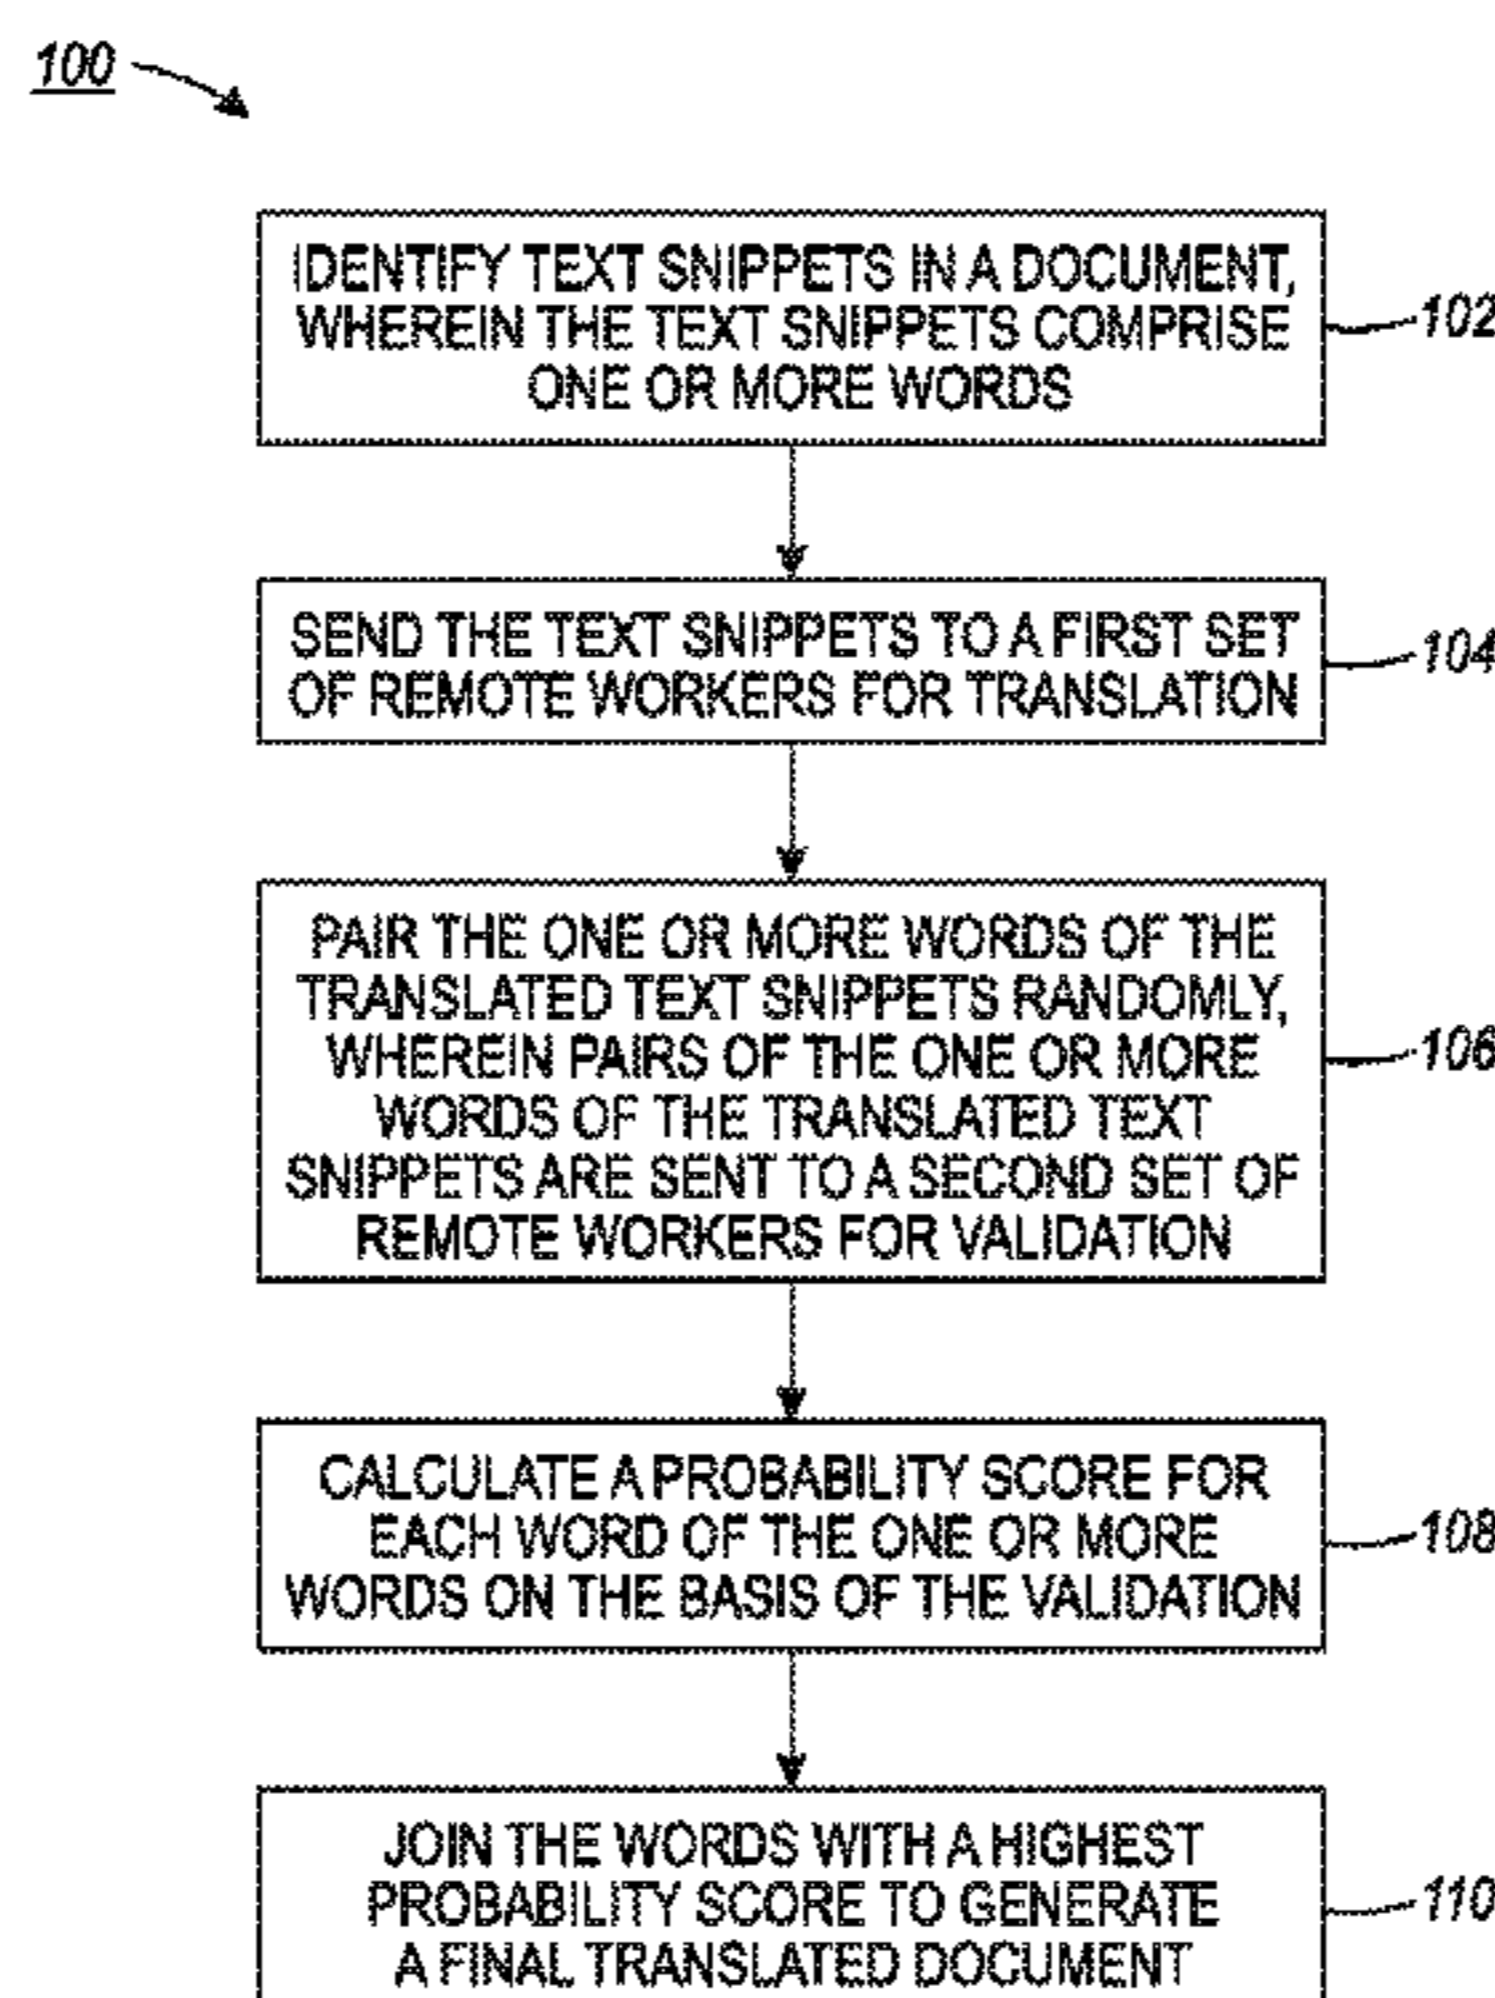 100
IDENTIFY TEXT SNIPPETS IN A DOCUMENT,
WHEREIN THE TEXT SNIPPETS COMPRISE
ONE OR MORE WORDS
102
SEND THE TEXT SNIPPETS TO A FIRST SET
OF REMOTE WORKERS FOR TRANSLATION
104
PAIR THE ONE OR MORE WORDS OF THE
TRANSLATED TEXT SNIPPETS RANDOMLY,
WHEREIN PAIRS OF THE ONE OR MORE
WORDS OF THE TRANSLATED TEXT
SNIPPETS ARE SENT TO A SECOND SET OF
REMOTE WORKERS FOR VALIDATION
106
CALCULATE A PROBABILITY SCORE FOR
EACH WORD OF THE ONE OR MORE
WORDS ON THE BASIS OF THE VALIDATION
108
JOIN THE WORDS WITH A HIGHEST
PROBABILITY SCORE TO GENERATE
A FINAL TRANSLATED DOCUMENT
110